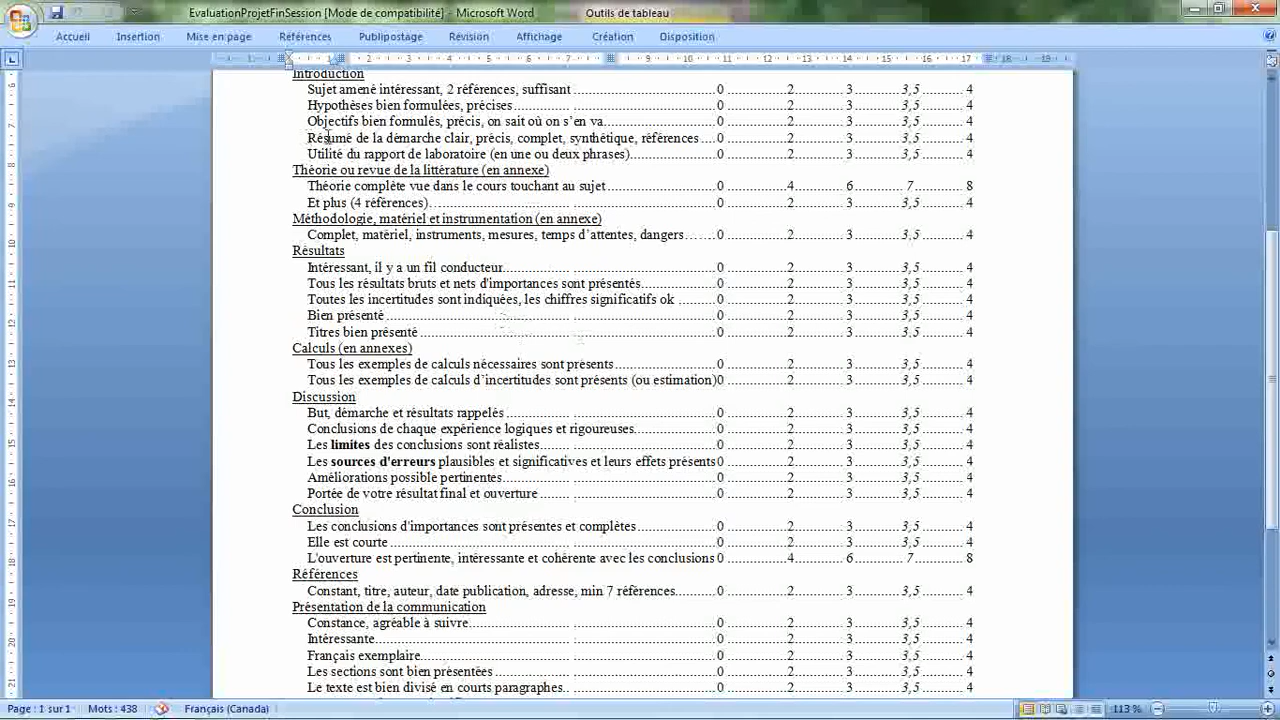 EvaluationProjetFinSession [Mode de compatibilité] - Microsoft Word Outils de tableau
Accueil Insertion Mise en page Références Publipostage Révision Affichage Création Disposition
1 1 2 3 4 5 6 7 8 9 10 11 12 13 14 15 16 17 18 19
Introduction
Sujet amené intéressant, 2 références, suffisant 0 2 3 3,5 4
Hypothèses bien formulées, précises 0 2 3 3,5 4
Objectifs bien formulés, précis, on sait où on s'en va 0 2 3 3,5 4
Résumé de la démarche clair, précis, complet, synthétique, références 0 2 3 3,5 4
Utilité du rapport de laboratoire (en une ou deux phrases) 0 2 3 3,5 4
Théorie ou revue de la littérature (en annexe)
Théorie complète vue dans le cours touchant au sujet 0 4 6 7 8
Et plus (4 références) 0 2 3 3,5 4
Méthodologie, matériel et instrumentation (en annexe)
Complet, matériel, instruments, mesures, temps d'attentes, dangers 0 2 3 3,5 4
Résultats
Intéressant, il y a un fil conducteur 0 2 3 3,5 4
Tous les résultats bruts et nets d'importances sont présentés 0 2 3 3,5 4
Toutes les incertitudes sont indiquées, les chiffres significatifs ok 0 2 3 3,5 4
Bien présenté 0 2 3 3,5 4
Titres bien présenté 0 2 3 3,5 4
Calculs (en annexes)
Tous les exemples de calculs nécessaires sont présents 0 2 3 3,5 4
Tous les exemples de calculs d'incertitudes sont présents (ou estimation) 0 2 3 3,5 4
Discussion
But, démarche et résultats rappelés 0 2 3 3,5 4
Conclusions de chaque expérience logiques et rigoureuses 0 2 3 3,5 4
Les limites des conclusions sont réalistes 0 2 3 3,5 4
Les sources d'erreurs plausibles et significatives et leurs effets présents 0 2 3 3,5 4
Améliorations possible pertinentes 0 2 3 3,5 4
Portée de votre résultat final et ouverture 0 2 3 3,5 4
Conclusion
Les conclusions d'importances sont présentes et complètes 0 2 3 3,5 4
Elle est courte 0 2 3 3,5 4
L'ouverture est pertinente, intéressante et cohérente avec les conclusions 0 4 6 7 8
Références
Constant, titre, auteur, date publication, adresse, min 7 références 0 2 3 3,5 4
Présentation de la communication
Constance, agréable à suivre 0 2 3 3,5 4
Intéressante 0 2 3 3,5 4
Français exemplaire 0 2 3 3,5 4
Les sections sont bien présentées 0 2 3 3,5 4
Le texte est bien divisé en courts paragraphes 0 2 3 3,5 4
Page : 1 sur 1 Mots : 438 Français (Canada) 113 %